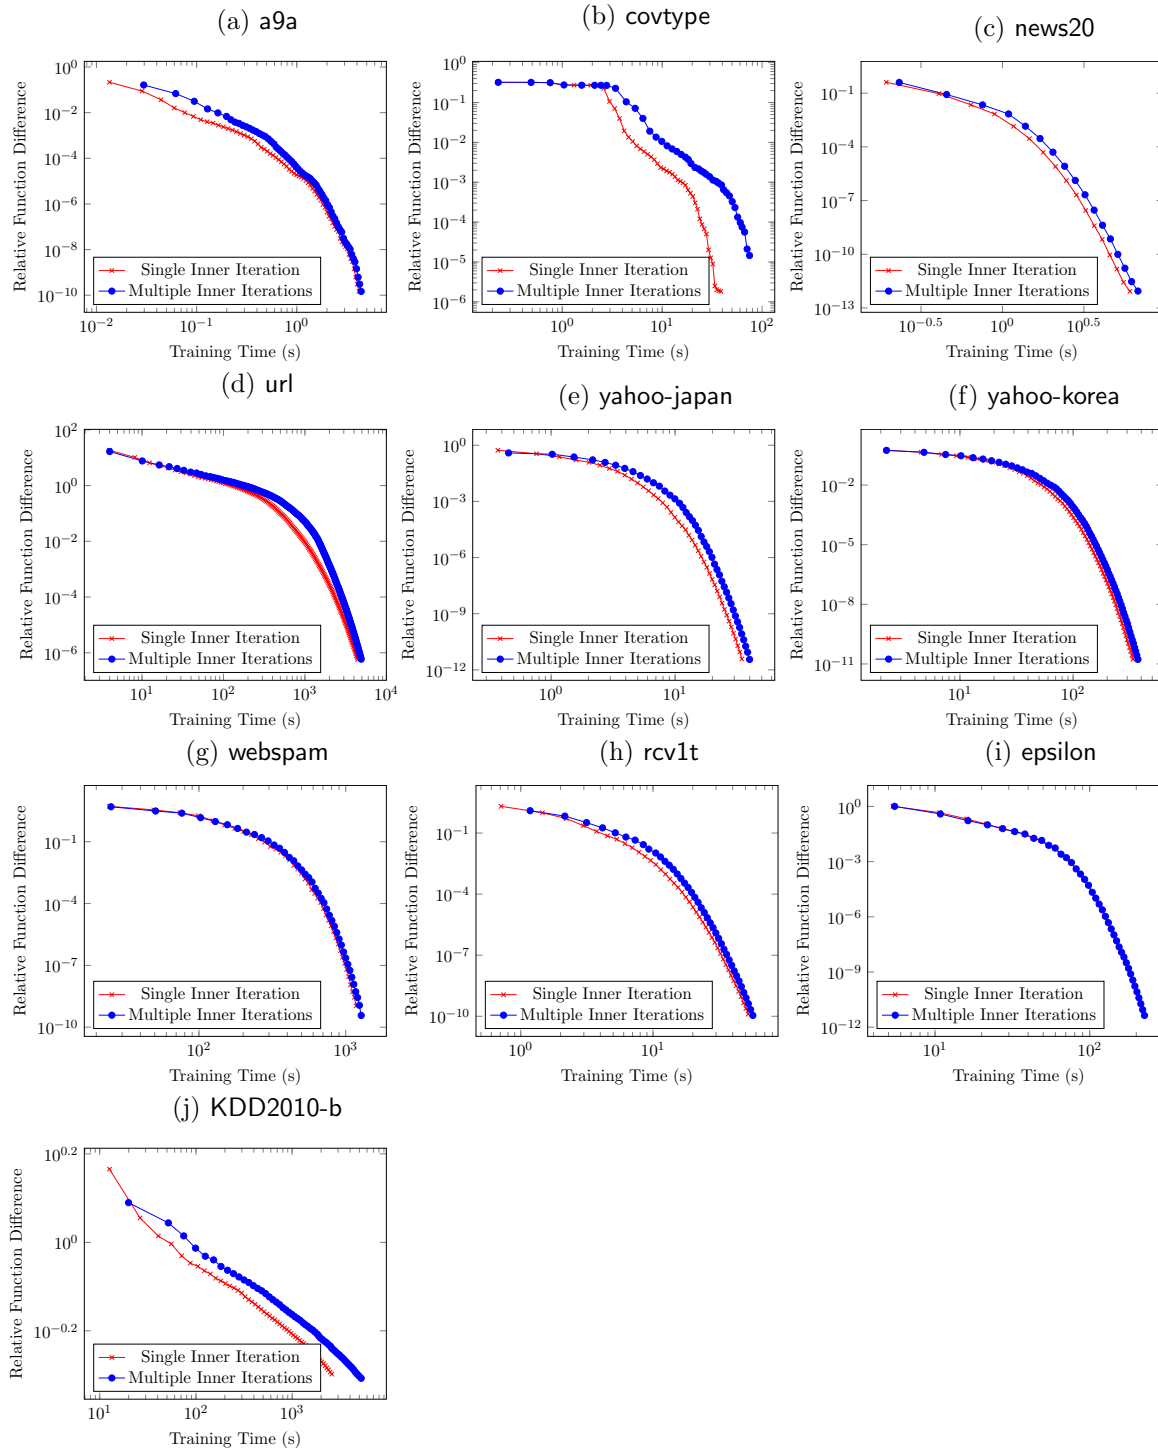 (a) a9a
10^0
10^−2
10^−4
10^−6
10^−8
10^−10
Relative Function Difference
Single Inner Iteration
Multiple Inner Iterations
10^−2
10^−1
10^0
Training Time (s)
(b) covtype
10^0
10^−1
10^−2
10^−3
10^−4
10^−5
10^−6
Relative Function Difference
Single Inner Iteration
Multiple Inner Iterations
10^0
10^1
10^2
Training Time (s)
(c) news20
10^−1
10^−4
10^−7
10^−10
10^−13
Relative Function Difference
Single Inner Iteration
Multiple Inner Iterations
10^−0.5
10^0
10^0.5
Training Time (s)
(d) url
10^2
10^0
10^−2
10^−4
10^−6
Relative Function Difference
Single Inner Iteration
Multiple Inner Iterations
10^1
10^2
10^3
10^4
Training Time (s)
(e) yahoo-japan
10^0
10^−3
10^−6
10^−9
10^−12
Relative Function Difference
Single Inner Iteration
Multiple Inner Iterations
10^0
10^1
Training Time (s)
(f) yahoo-korea
10^−2
10^−5
10^−8
10^−11
Relative Function Difference
Single Inner Iteration
Multiple Inner Iterations
10^1
10^2
Training Time (s)
(g) webspam
10^−1
10^−4
10^−7
10^−10
Relative Function Difference
Single Inner Iteration
Multiple Inner Iterations
10^2
10^3
Training Time (s)
(h) rcv1t
10^−1
10^−4
10^−7
10^−10
Relative Function Difference
Single Inner Iteration
Multiple Inner Iterations
10^0
10^1
Training Time (s)
(i) epsilon
10^0
10^−3
10^−6
10^−9
10^−12
Relative Function Difference
Single Inner Iteration
Multiple Inner Iterations
10^1
10^2
Training Time (s)
(j) KDD2010-b
10^0.2
10^0
10^−0.2
Relative Function Difference
Single Inner Iteration
Multiple Inner Iterations
10^1
10^2
10^3
Training Time (s)